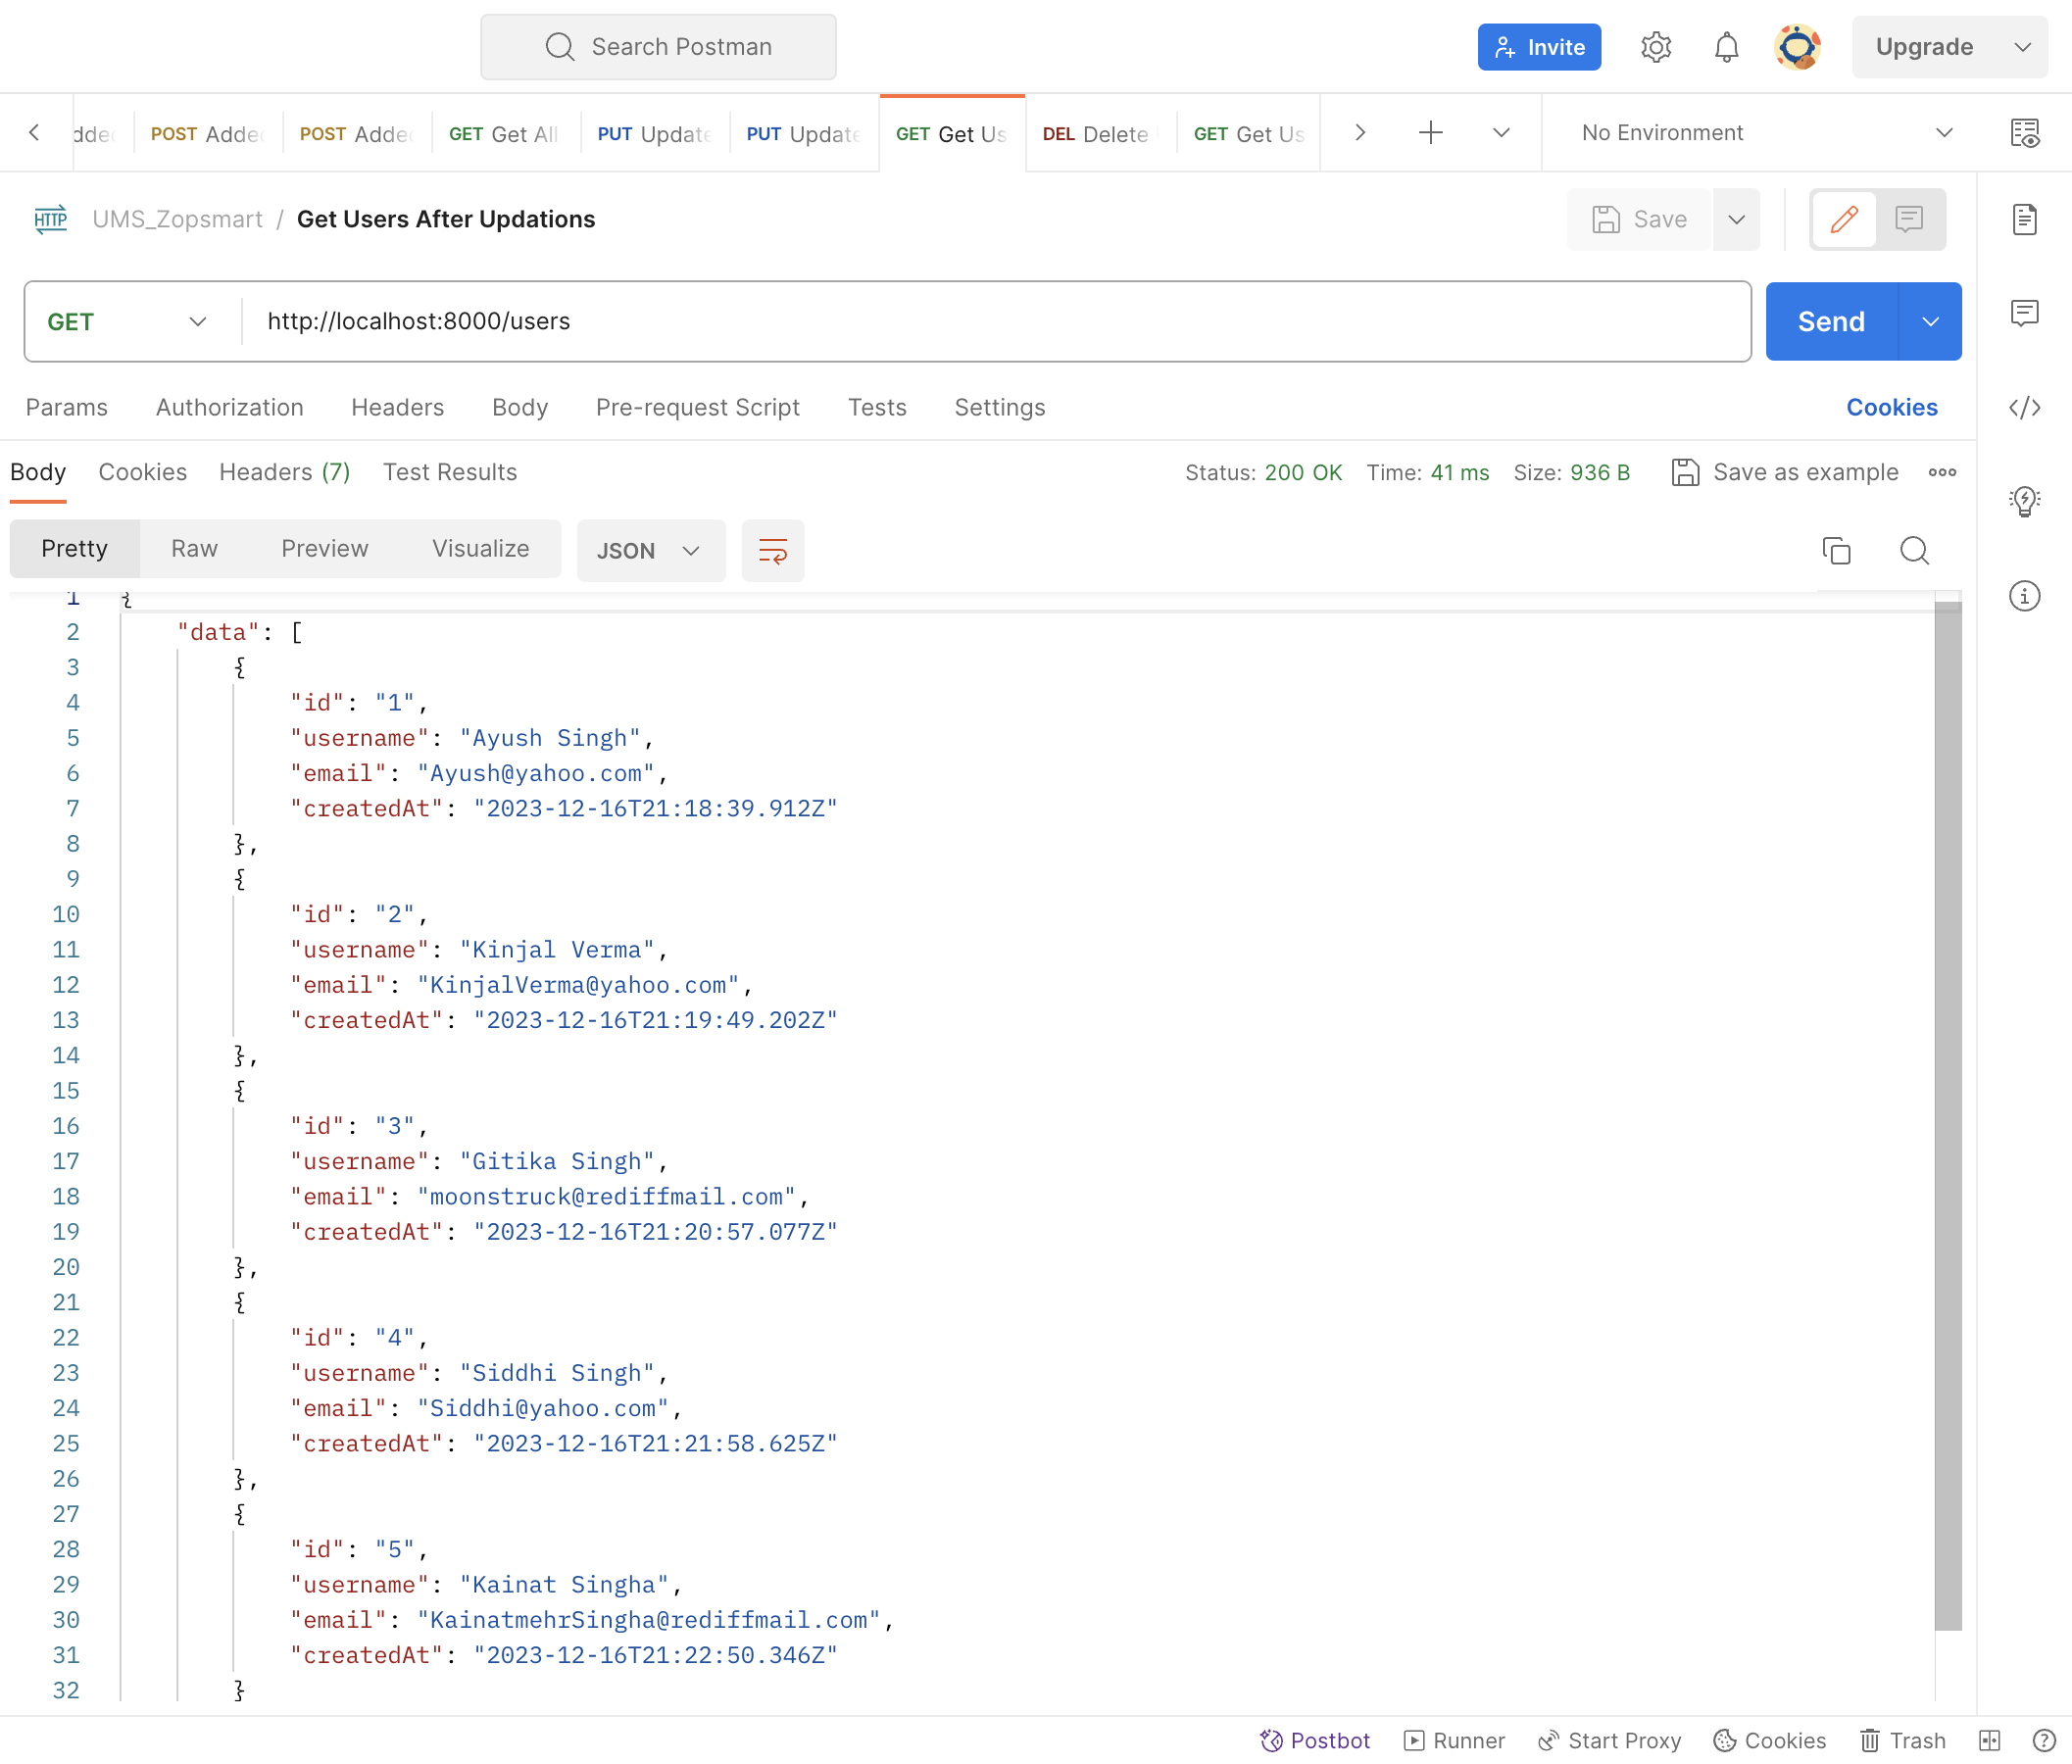 Search Postman
Invite
Upgrade
POST Added
POST Added
GET Get All
PUT Update
PUT Update
GET Get Us
DEL Delete
GET Get Us
No Environment
HTTP UMS_Zopsmart / Get Users After Updations
Save
GET http://localhost:8000/users
Send
Params Authorization Headers Body Pre-request Script Tests Settings Cookies
Body Cookies Headers (7) Test Results Status: 200 OK Time: 41 ms Size: 936 B Save as example
Pretty Raw Preview Visualize JSON
1 {
2 "data": [
3 {
4 "id": "1",
5 "username": "Ayush Singh",
6 "email": "Ayush@yahoo.com",
7 "createdAt": "2023-12-16T21:18:39.912Z"
8 },
9 {
10 "id": "2",
11 "username": "Kinjal Verma",
12 "email": "KinjalVerma@yahoo.com",
13 "createdAt": "2023-12-16T21:19:49.202Z"
14 },
15 {
16 "id": "3",
17 "username": "Gitika Singh",
18 "email": "moonstruck@rediffmail.com",
19 "createdAt": "2023-12-16T21:20:57.077Z"
20 },
21 {
22 "id": "4",
23 "username": "Siddhi Singh",
24 "email": "Siddhi@yahoo.com",
25 "createdAt": "2023-12-16T21:21:58.625Z"
26 },
27 {
28 "id": "5",
29 "username": "Kainat Singha",
30 "email": "KainatmehrSingha@rediffmail.com",
31 "createdAt": "2023-12-16T21:22:50.346Z"
32 }
Postbot Runner Start Proxy Cookies Trash